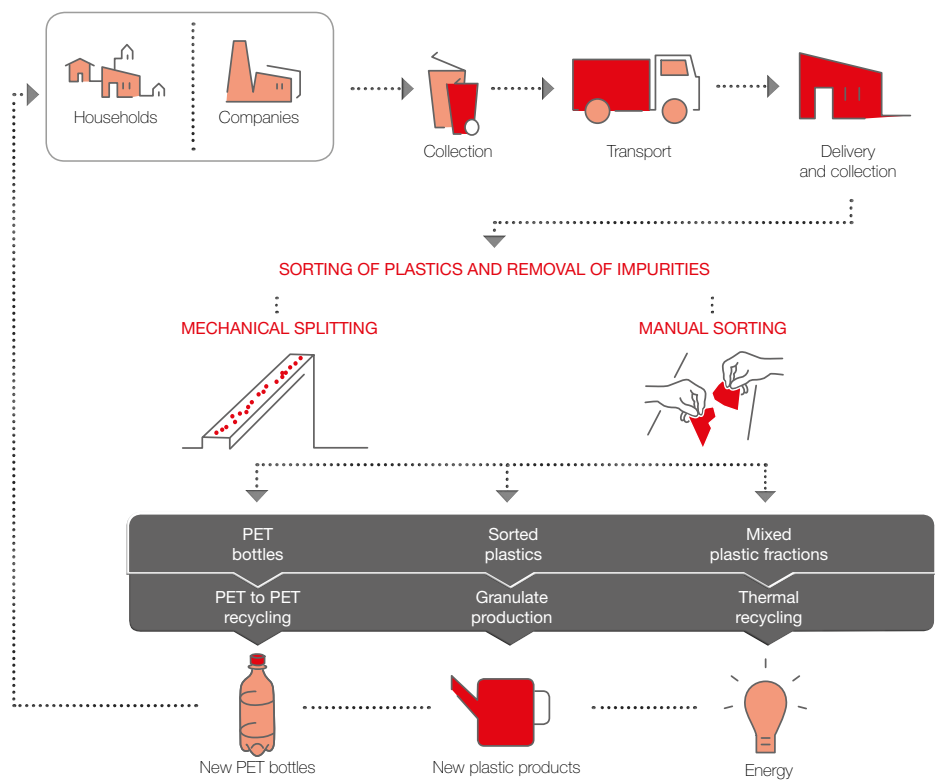 Households
Companies
Collection
Transport
Delivery
and collection
SORTING OF PLASTICS AND REMOVAL OF IMPURITIES
MECHANICAL SPLITTING
MANUAL SORTING
PET
bottles
Sorted
plastics
Mixed
plastic fractions
PET to PET
recycling
Granulate
production
Thermal
recycling
New PET bottles
New plastic products
Energy